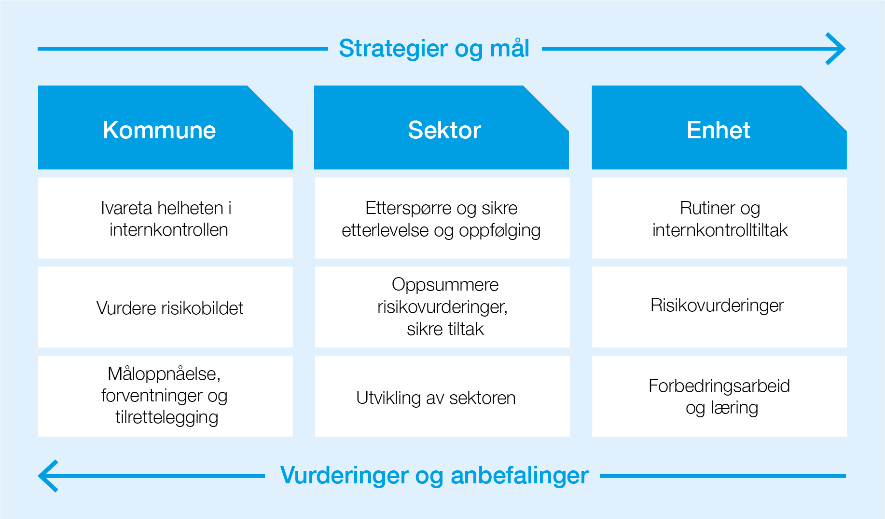 Strategier og mål
Kommune
Sektor
Enhet
Ivareta helheten i
internkontrollen
Etterspørre og sikre
etterlevelse og oppfølging
Rutiner og
internkontrolltiltak
Vurdere risikobildet
Oppsummere
risikovurderinger,
sikre tiltak
Risikovurderinger
Måloppnåelse,
forventninger og
tilrettelegging
Utvikling av sektoren
Forbedringsarbeid
og læring
Vurderinger og anbefalinger